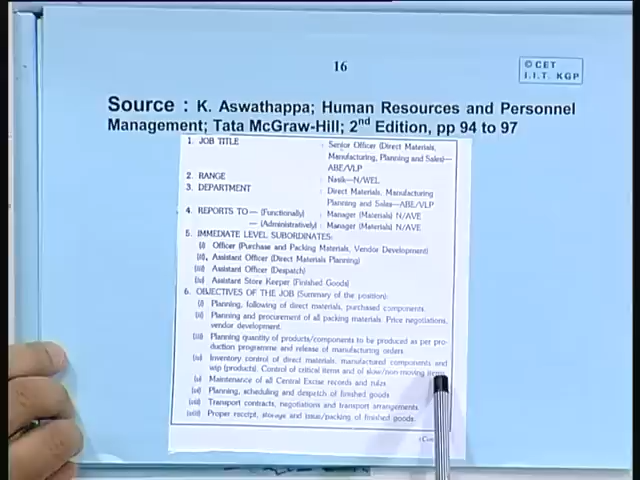 16
© CET
I.I.T. KGP
Source : K. Aswathappa; Human Resources and Personnel
Management; Tata McGraw-Hill; 2nd Edition, pp 94 to 97
1. JOB TITLE : Senior Officer (Direct Materials,
Manufacturing, Planning and Sales)—
ABE/VLP
2. RANGE : Nasik—N/WEL
3. DEPARTMENT : Direct Materials, Manufacturing
Planning and Sales—ABE/VLP
4. REPORTS TO — (Functionally) : Manager (Materials) N/AVE
— (Administratively) : Manager (Materials) N/AVE
5. IMMEDIATE LEVEL SUBORDINATES:
(i) Officer (Purchase and Packing Materials, Vendor Development)
(ii) Assistant Officer (Direct Materials Planning)
(iii) Assistant Officer (Despatch)
(iv) Assistant Store Keeper (Finished Goods)
6. OBJECTIVES OF THE JOB (Summary of the position):
(i) Planning, following of direct materials, purchased components.
(ii) Planning and procurement of all packing materials. Price negotiations,
vendor development.
(iii) Planning quantity of products/components to be produced as per pro-
duction programme and release of manufacturing orders
(iv) Inventory control of direct materials, manufactured components and
wip (products). Control of critical items and of slow/non-moving items
(v) Maintenance of all Central Excise records and rules
(vi) Planning, scheduling and despatch of finished goods
(vii) Transport contracts, negotiations and transport arrangements
(viii) Proper receipt, storage and issue/packing of finished goods.